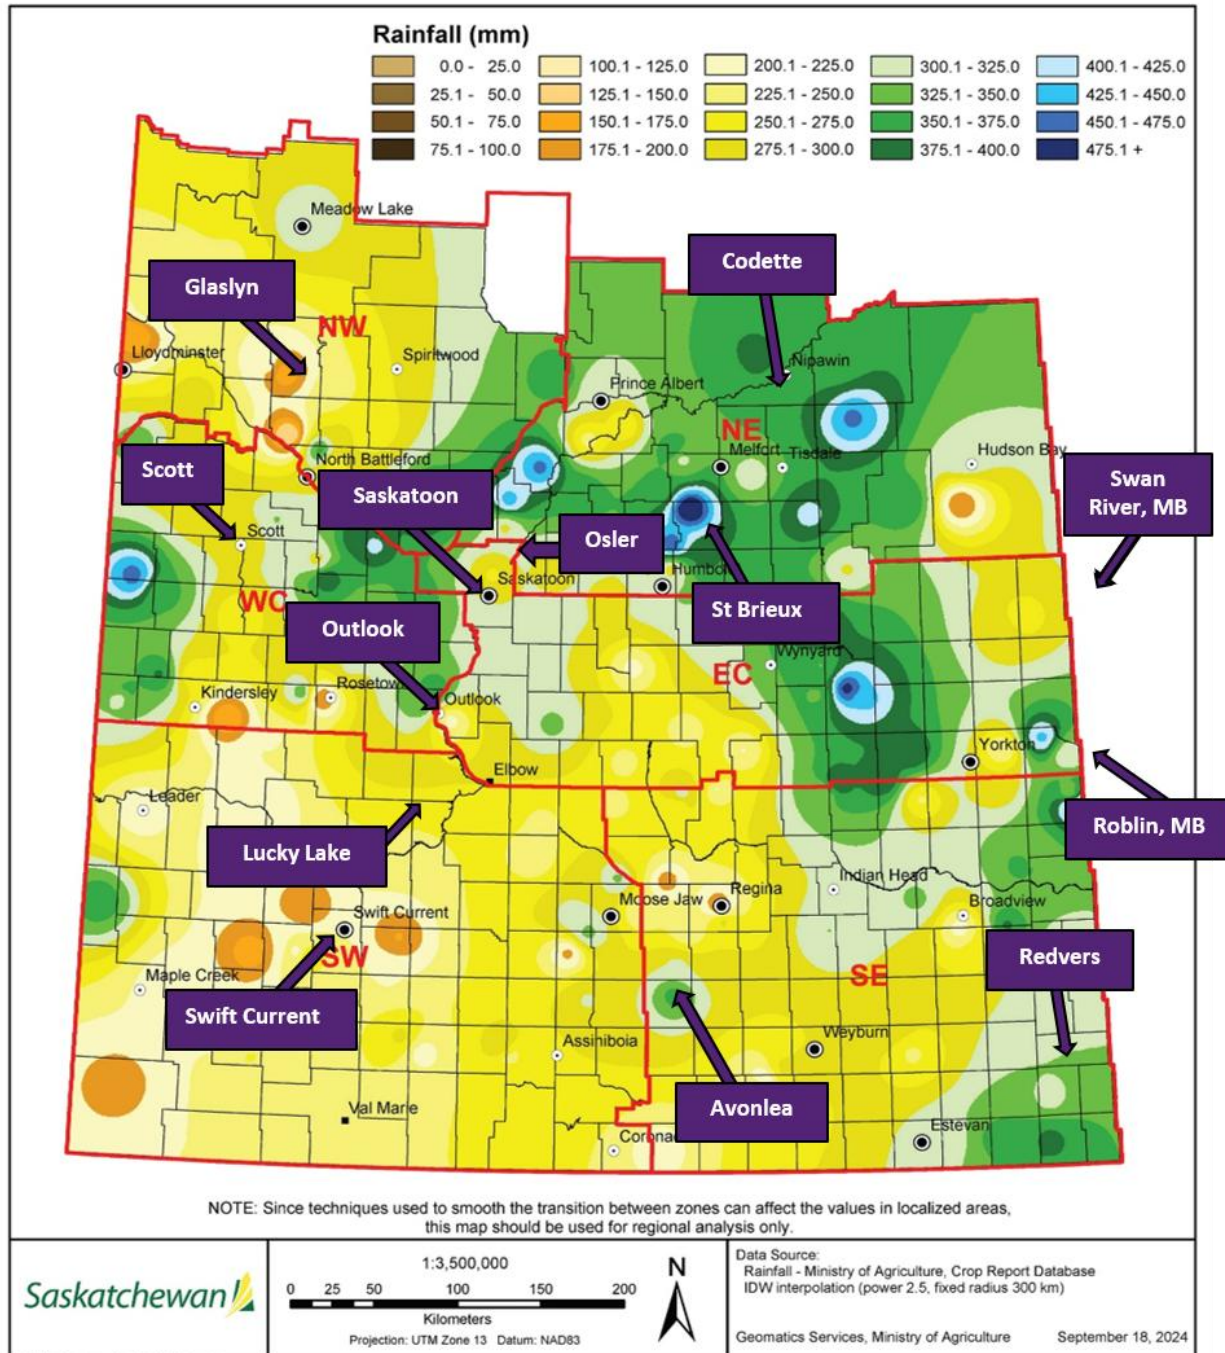 Rainfall (mm)
0.0 - 25.0
25.1 - 50.0
50.1 - 75.0
75.1 - 100.0
100.1 - 125.0
125.1 - 150.0
150.1 - 175.0
175.1 - 200.0
200.1 - 225.0
225.1 - 250.0
250.1 - 275.0
275.1 - 300.0
300.1 - 325.0
325.1 - 350.0
350.1 - 375.0
375.1 - 400.0
400.1 - 425.0
425.1 - 450.0
450.1 - 475.0
475.1 +
Meadow Lake
Codette
Glaslyn
NW
Lloydminster
Spiritwood
Nipawin
Prince Albert
NE
Melfort
Tisdale
Hudson Bay
North Battleford
Scott
Saskatoon
Swan
River, MB
Scott
Osler
Saskatoon
Humbol
WC
St Brieux
Outlook
Wynyard
EC
Kindersley
Rosetow
Outlook
Yorkton
Elbow
Leader
Roblin, MB
Lucky Lake
Indian Head
Moose Jaw
Regina
Broadview
Swift Current
SW
Redvers
SE
Maple Creek
Swift Current
Weyburn
Assiniboia
Avonlea
Val Marie
Estevan
Corona
NOTE: Since techniques used to smooth the transition between zones can affect the values in localized areas,
this map should be used for regional analysis only.
Saskatchewan
1:3,500,000
0 25 50 100 150 200
Kilometers
Projection: UTM Zone 13 Datum: NAD83
N
Data Source:
Rainfall - Ministry of Agriculture, Crop Report Database
IDW interpolation (power 2.5, fixed radius 300 km)
Geomatics Services, Ministry of Agriculture September 18, 2024